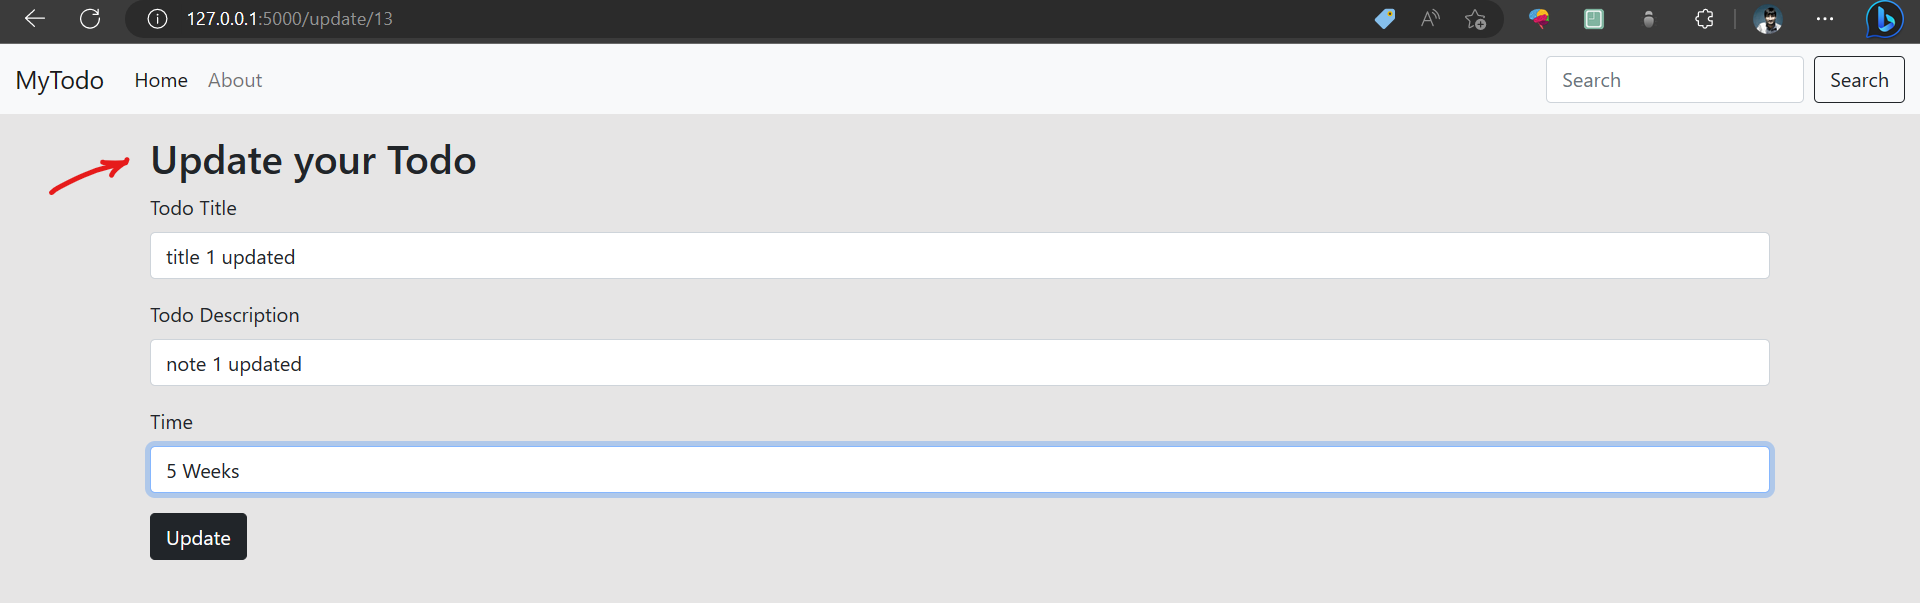 127.0.0.1:5000/update/13
MyTodo Home About Search Search
Update your Todo
Todo Title
title 1 updated
Todo Description
note 1 updated
Time
5 Weeks
Update